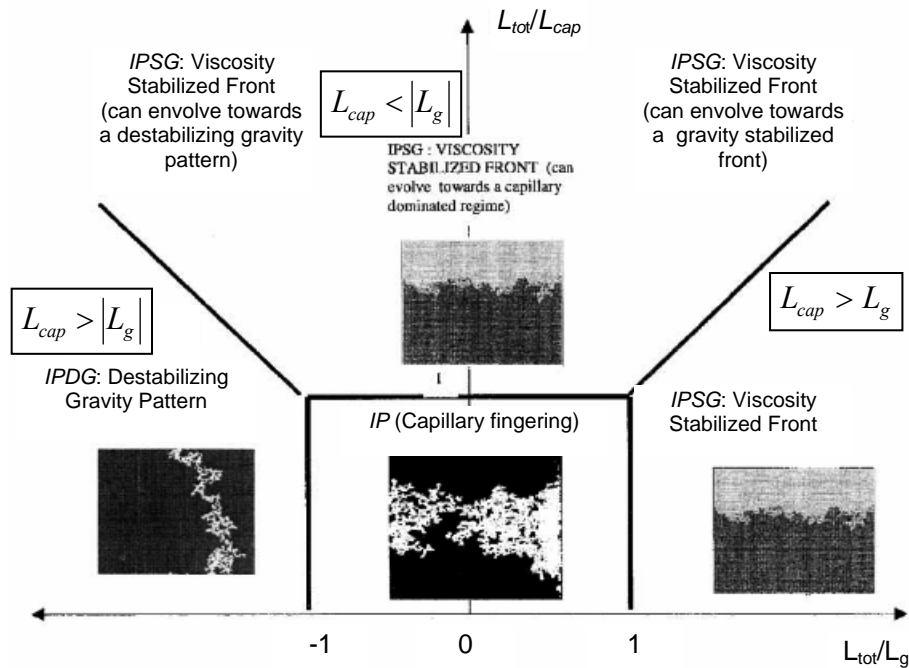 L_tot/L_cap
IPSG: Viscosity
Stabilized Front
(can envolve towards
a destabilizing gravity
pattern)
L_cap < |L_g|
IPSG: Viscosity
Stabilized Front
(can envolve towards
a gravity stabilized
front)
IPSG : VISCOSITY
STABILIZED FRONT (can
evolve towards a capillary
dominated regime)
L_cap > |L_g|
L_cap > L_g
IPDG: Destabilizing
Gravity Pattern
1
IP (Capillary fingering)
IPSG: Viscosity
Stabilized Front
-1
0
1
L_tot/L_g